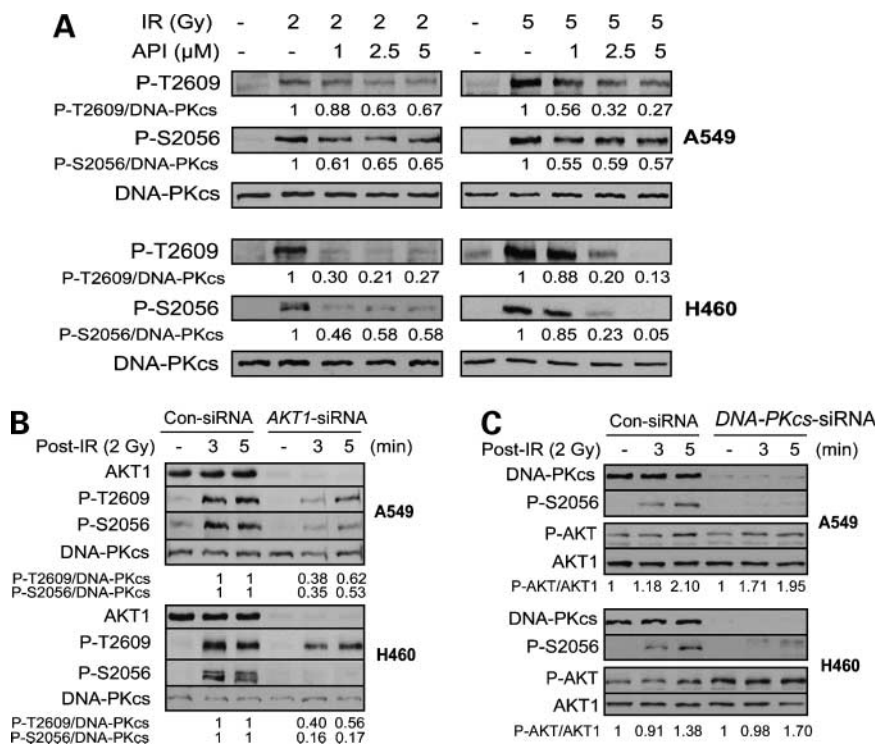 A
IR (Gy) - 2 2 2 2 - 5 5 5 5
API (µM) - 1 2.5 5 - 1 2.5 5
P-T2609
P-T2609/DNA-PKcs 1 0.88 0.63 0.67 1 0.56 0.32 0.27
P-S2056 A549
P-S2056/DNA-PKcs 1 0.61 0.65 0.65 1 0.55 0.59 0.57
DNA-PKcs
P-T2609
P-T2609/DNA-PKcs 1 0.30 0.21 0.27 1 0.88 0.20 0.13
P-S2056 H460
P-S2056/DNA-PKcs 1 0.46 0.58 0.58 1 0.85 0.23 0.05
DNA-PKcs
B
Con-siRNA AKT1-siRNA
Post-IR (2 Gy) - 3 5 - 3 5 (min)
AKT1
P-T2609
A549
P-S2056
DNA-PKcs
P-T2609/DNA-PKcs 1 1 0.38 0.62
P-S2056/DNA-PKcs 1 1 0.35 0.53
AKT1
P-T2609
H460
P-S2056
DNA-PKcs
P-T2609/DNA-PKcs 1 1 0.40 0.56
P-S2056/DNA-PKcs 1 1 0.16 0.17
C
Con-siRNA DNA-PKcs-siRNA
Post-IR (2 Gy) - 3 5 - 3 5 (min)
DNA-PKcs
P-S2056
A549
P-AKT
AKT1
P-AKT/AKT1 1 1.18 2.10 1 1.71 1.95
DNA-PKcs
P-S2056
H460
P-AKT
AKT1
P-AKT/AKT1 1 0.91 1.38 1 0.98 1.70